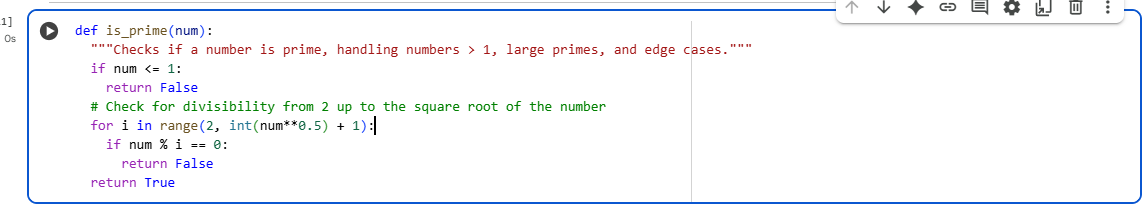 1]
0s
def is_prime(num):
  """Checks if a number is prime, handling numbers > 1, large primes, and edge cases."""
  if num <= 1:
    return False
  # Check for divisibility from 2 up to the square root of the number
  for i in range(2, int(num**0.5) + 1):
    if num % i == 0:
      return False
  return True